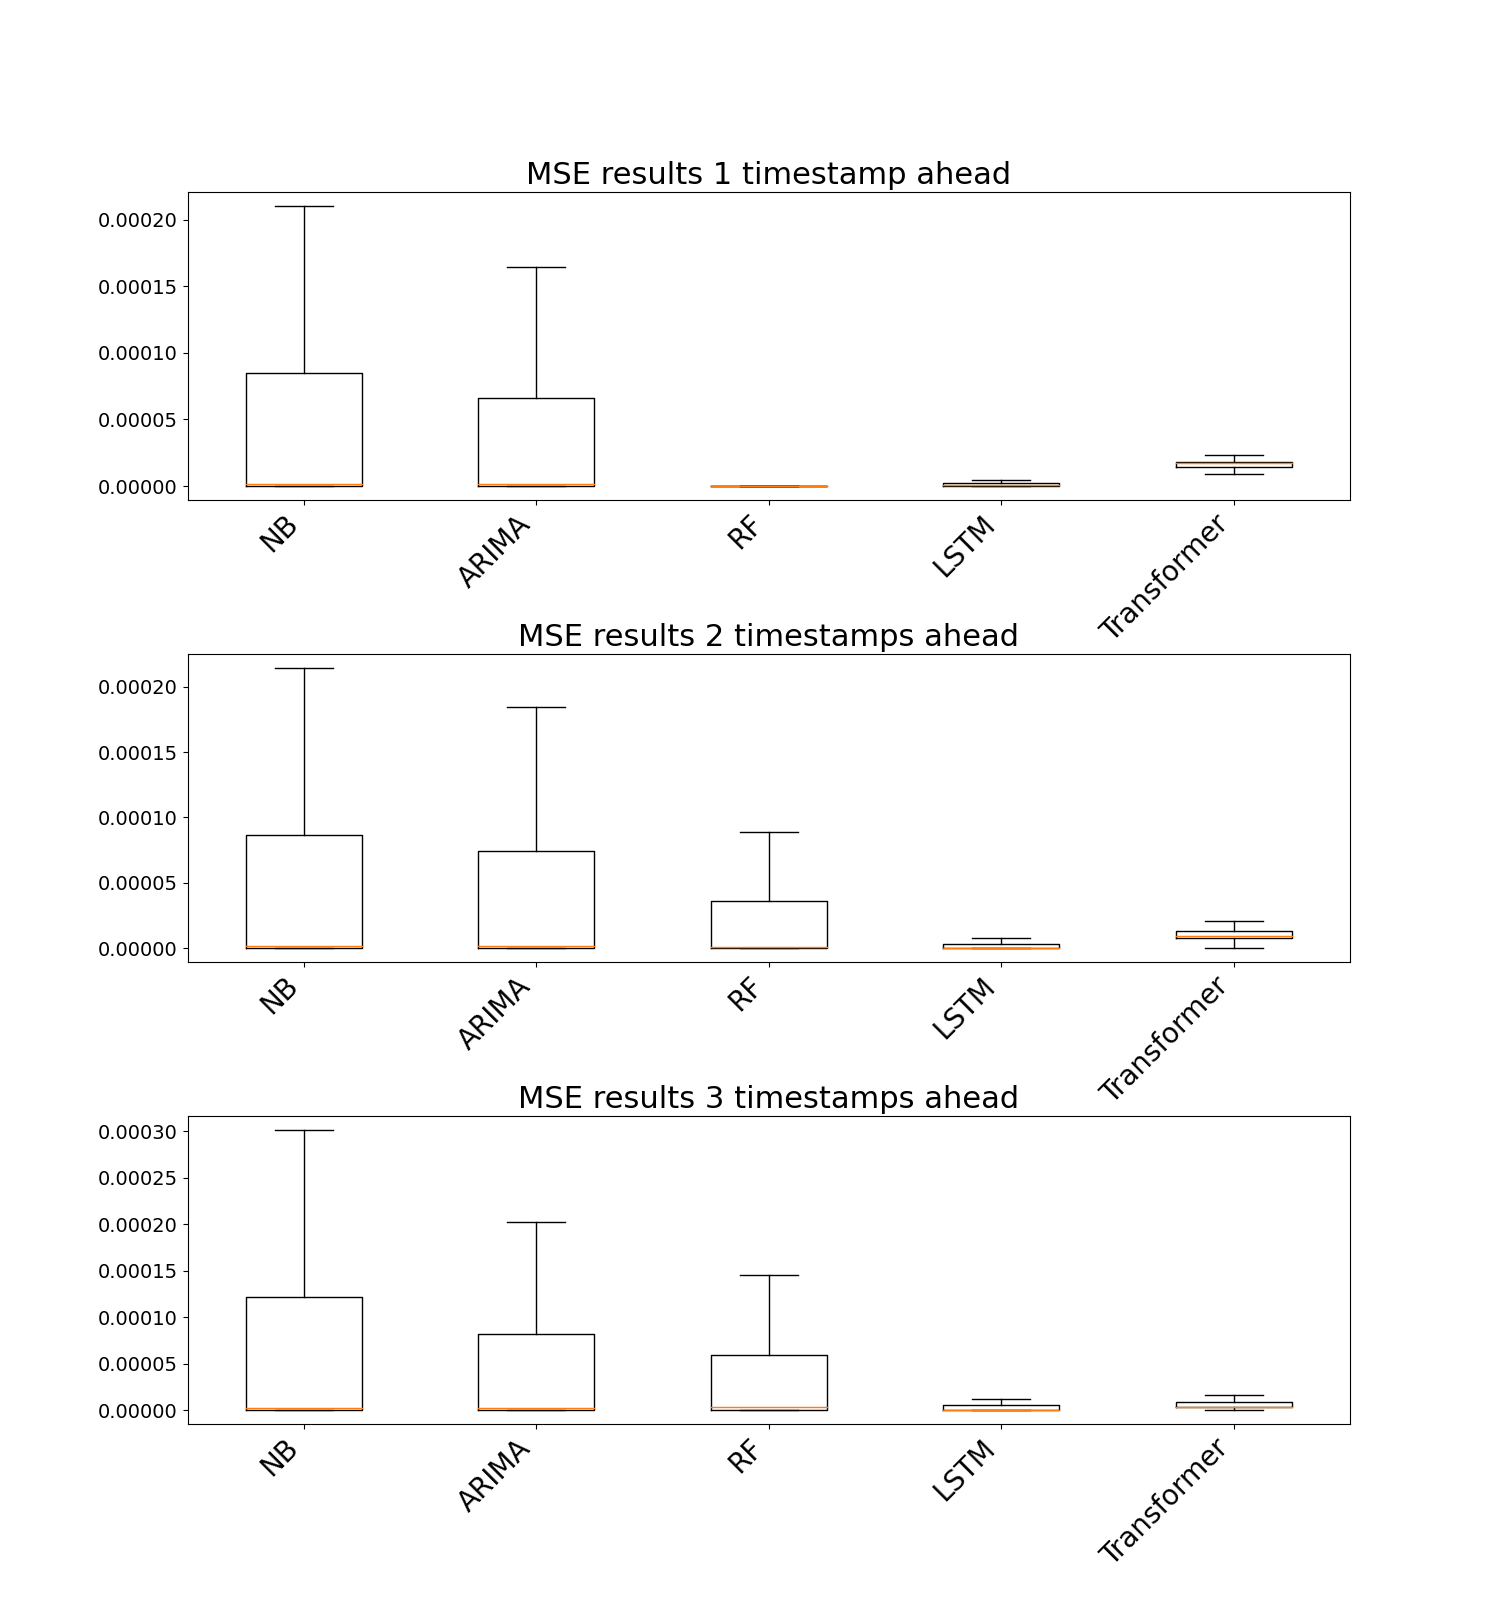 MSE results 1 timestamp ahead
0.00020
0.00015
0.00010
0.00005
0.00000
NB
ARIMA
RF
LSTM
Transformer
MSE results 2 timestamps ahead
0.00020
0.00015
0.00010
0.00005
0.00000
NB
ARIMA
RF
LSTM
Transformer
MSE results 3 timestamps ahead
0.00030
0.00025
0.00020
0.00015
0.00010
0.00005
0.00000
NB
ARIMA
RF
LSTM
Transformer